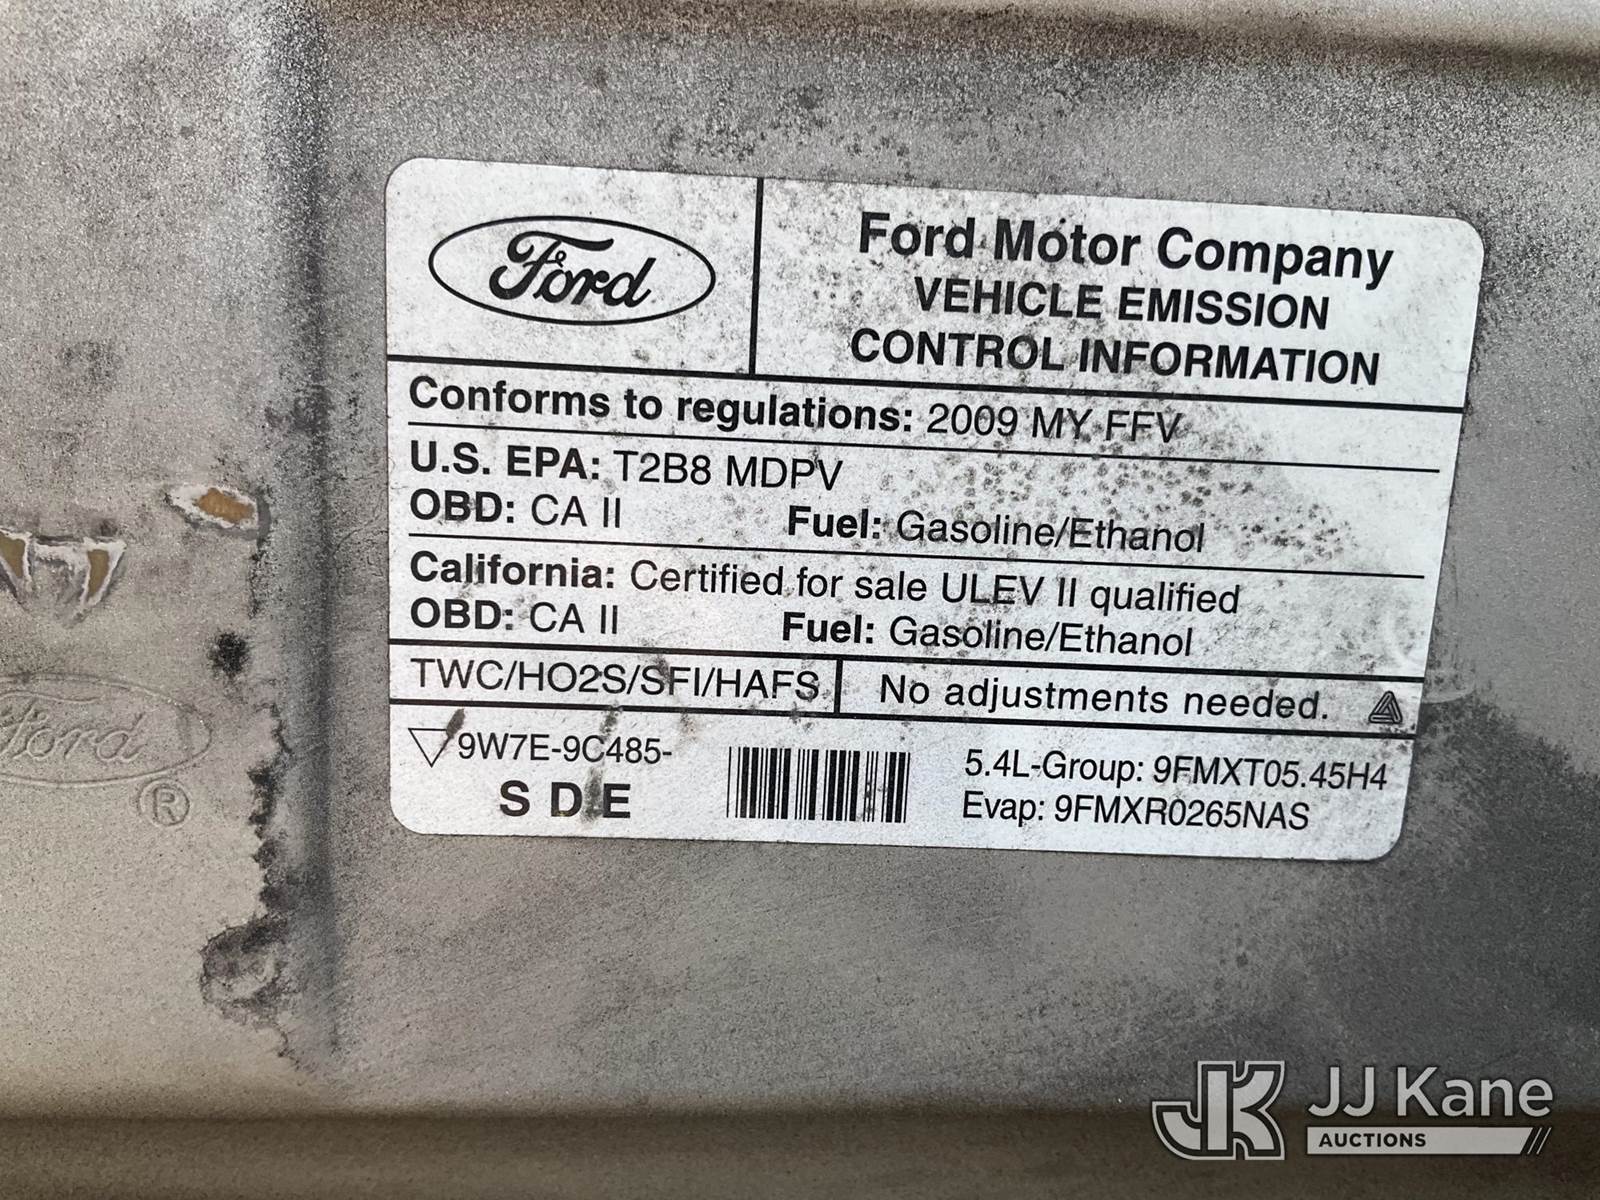 Ford
Ford Motor Company
VEHICLE EMISSION
CONTROL INFORMATION
Conforms to regulations: 2009 MY FFV
U.S. EPA: T2B8 MDPV
OBD: CA II Fuel: Gasoline/Ethanol
California: Certified for sale ULEV II qualified
OBD: CA II Fuel: Gasoline/Ethanol
TWC/HO2S/SFI/HAFS No adjustments needed.
9W7E-9C485-
S D E
5.4L-Group: 9FMXT05.45H4
Evap: 9FMXR0265NAS
Ford
®
JK JJ Kane
AUCTIONS